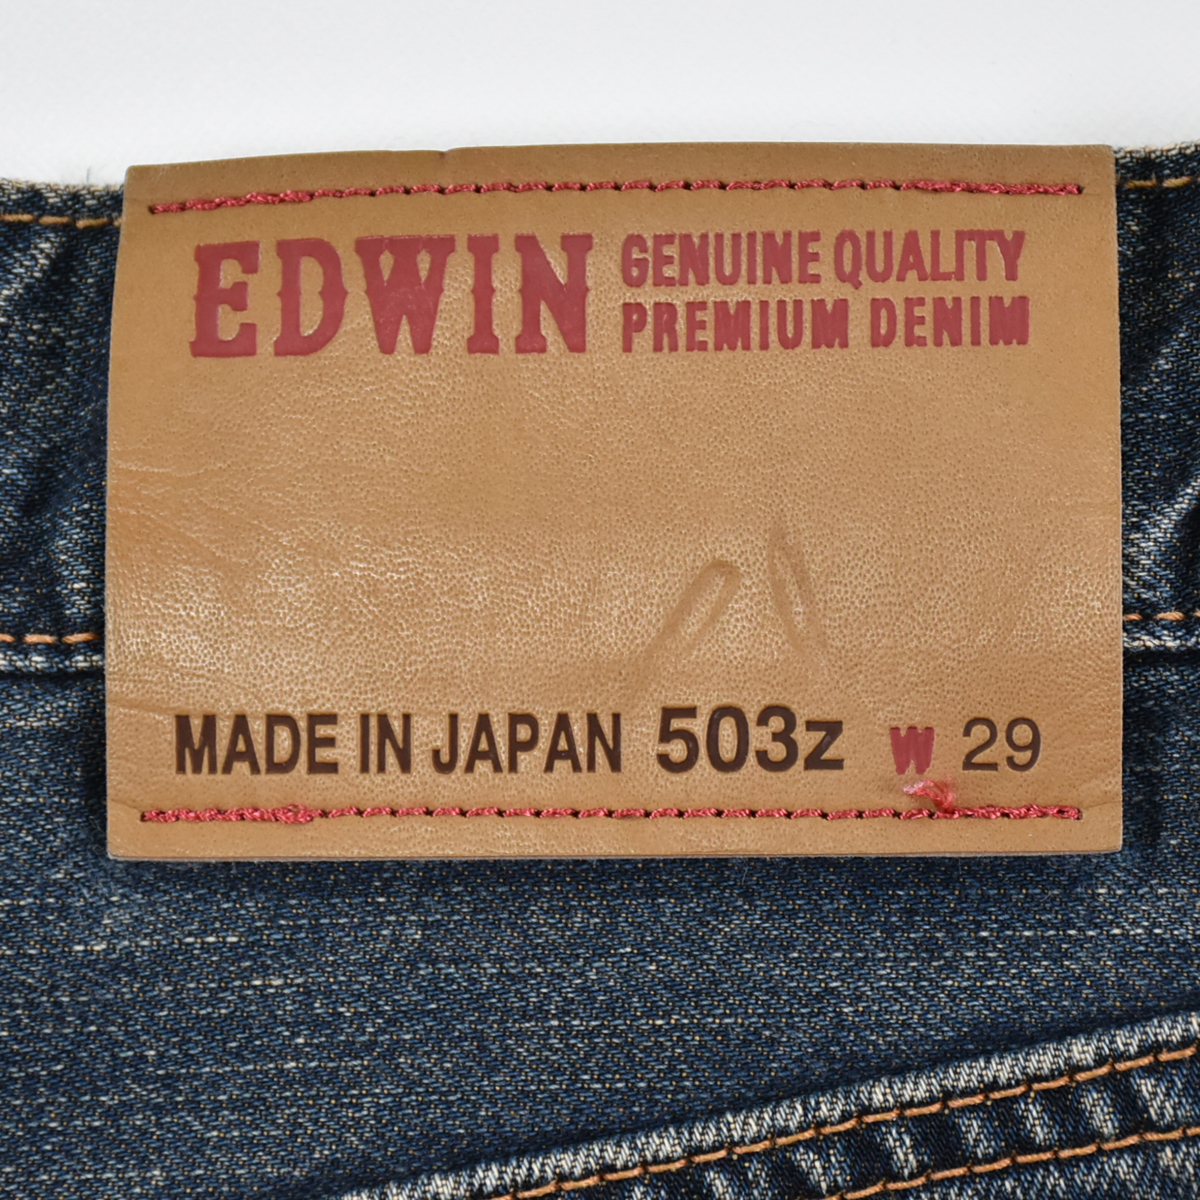 EDWIN GENUINE QUALITY
PREMIUM DENIM
MADE IN JAPAN 503z W 29